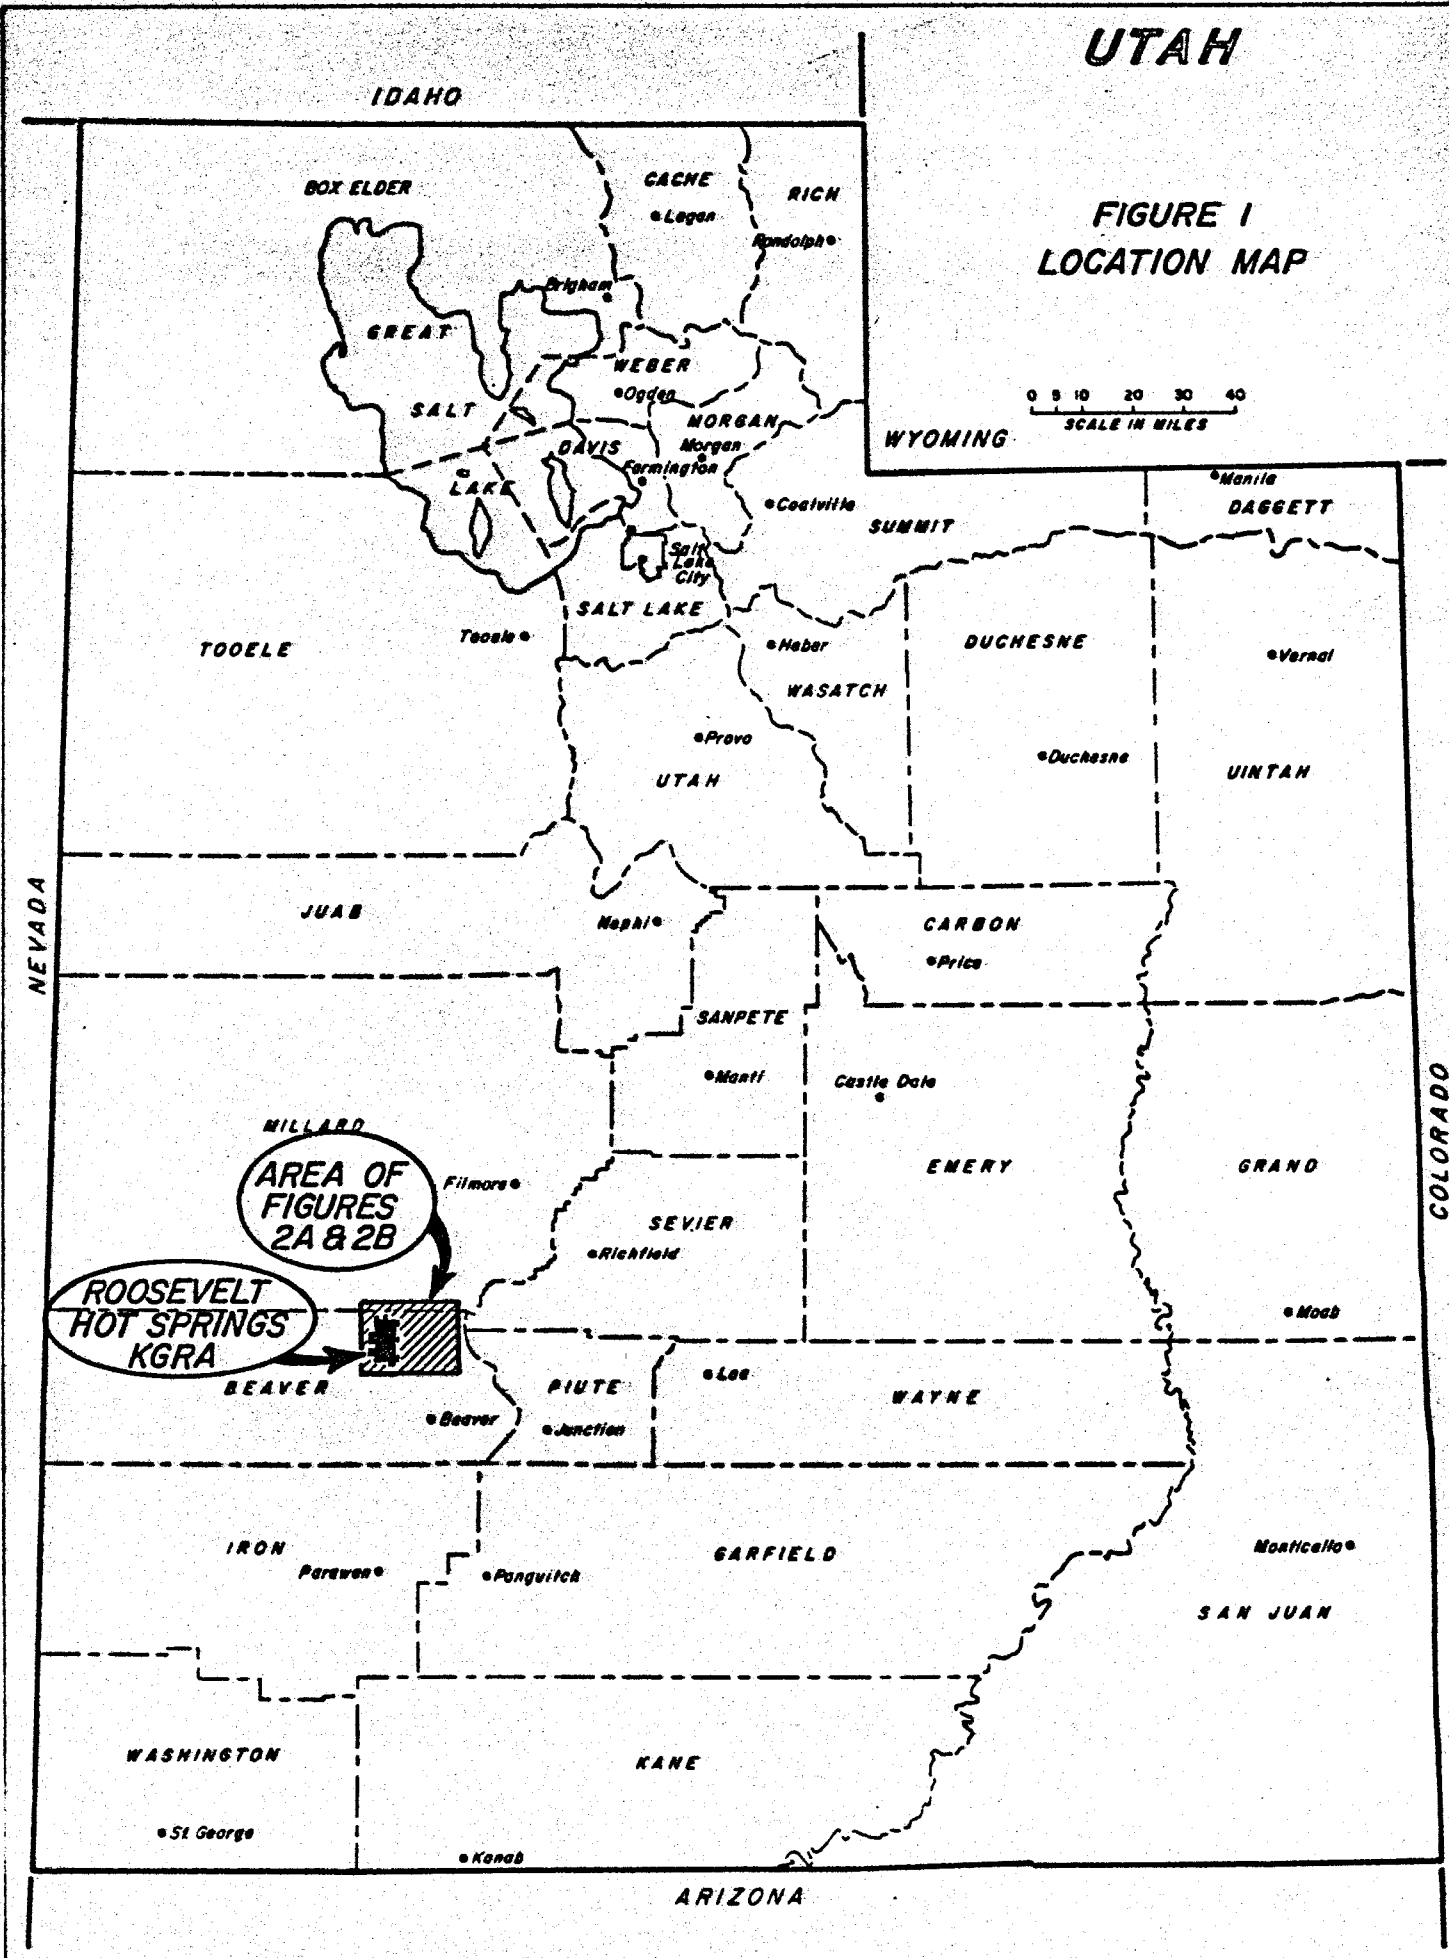 UTAH
IDAHO
FIGURE 1
LOCATION MAP
BOX ELDER
CACHE
Logan
RICH
Randolph
Brigham
GREAT
SALT
LAKE
WEBER
Ogden
MORGAN
Morgan
DAVIS
Farmington
0 5 10 20 30 40
SCALE IN MILES
WYOMING
Coalville
SUMMIT
Manila
DAGGETT
Salt
Lake
City
SALT LAKE
TOOELE
Tooele
Heber
WASATCH
DUCHESNE
Vernal
Provo
UTAH
Duchesne
UINTAH
NEVADA
JUAB
Nephi
CARBON
Price
SANPETE
Manti
Castle Dale
COLORADO
MILLARD
AREA OF
FIGURES
2A & 2B
Filmore
EMERY
GRAND
SEVIER
Richfield
ROOSEVELT
HOT SPRINGS
KGRA
Moab
BEAVER
Beaver
PIUTE
Junction
Loa
WAYNE
IRON
Parowan
Panguitch
GARFIELD
Monticello
SAN JUAN
WASHINGTON
KANE
St. George
Kanab
ARIZONA